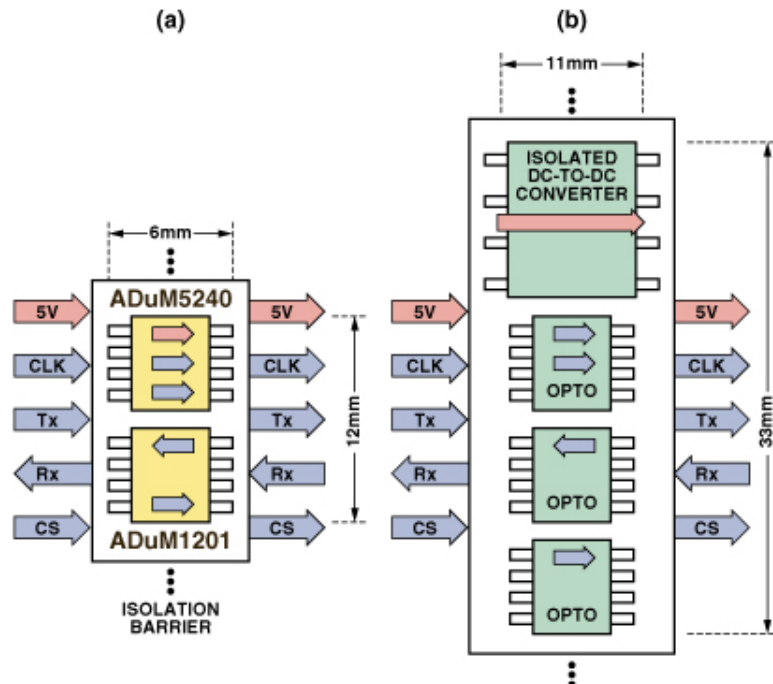 (a)
6mm
ADuM5240
5V
5V
CLK
CLK
Tx
Tx
12mm
Rx
Rx
CS
CS
ADuM1201
ISOLATION
BARRIER
(b)
11mm
ISOLATED
DC-TO-DC
CONVERTER
5V
5V
CLK
CLK
OPTO
Tx
Tx
33mm
Rx
Rx
OPTO
CS
CS
OPTO